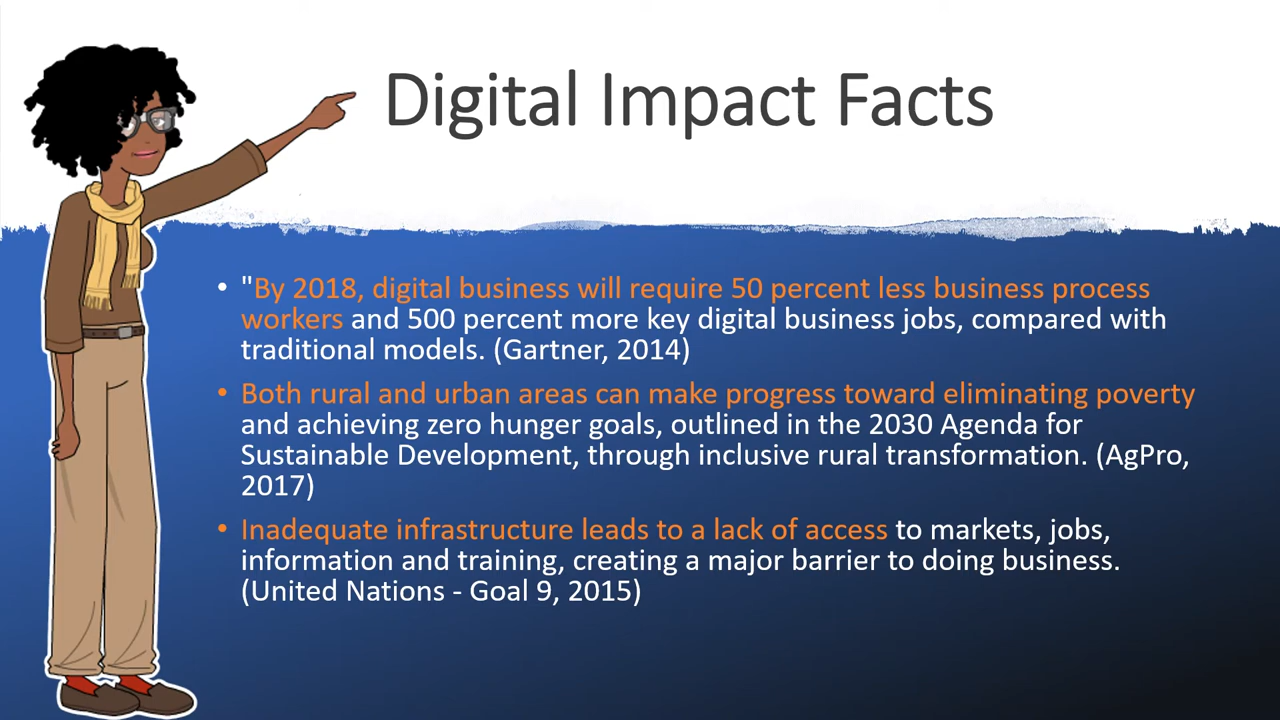 Digital Impact Facts
• "By 2018, digital business will require 50 percent less business process
workers and 500 percent more key digital business jobs, compared with
traditional models. (Gartner, 2014)
• Both rural and urban areas can make progress toward eliminating poverty
and achieving zero hunger goals, outlined in the 2030 Agenda for
Sustainable Development, through inclusive rural transformation. (AgPro,
2017)
• Inadequate infrastructure leads to a lack of access to markets, jobs,
information and training, creating a major barrier to doing business.
(United Nations - Goal 9, 2015)